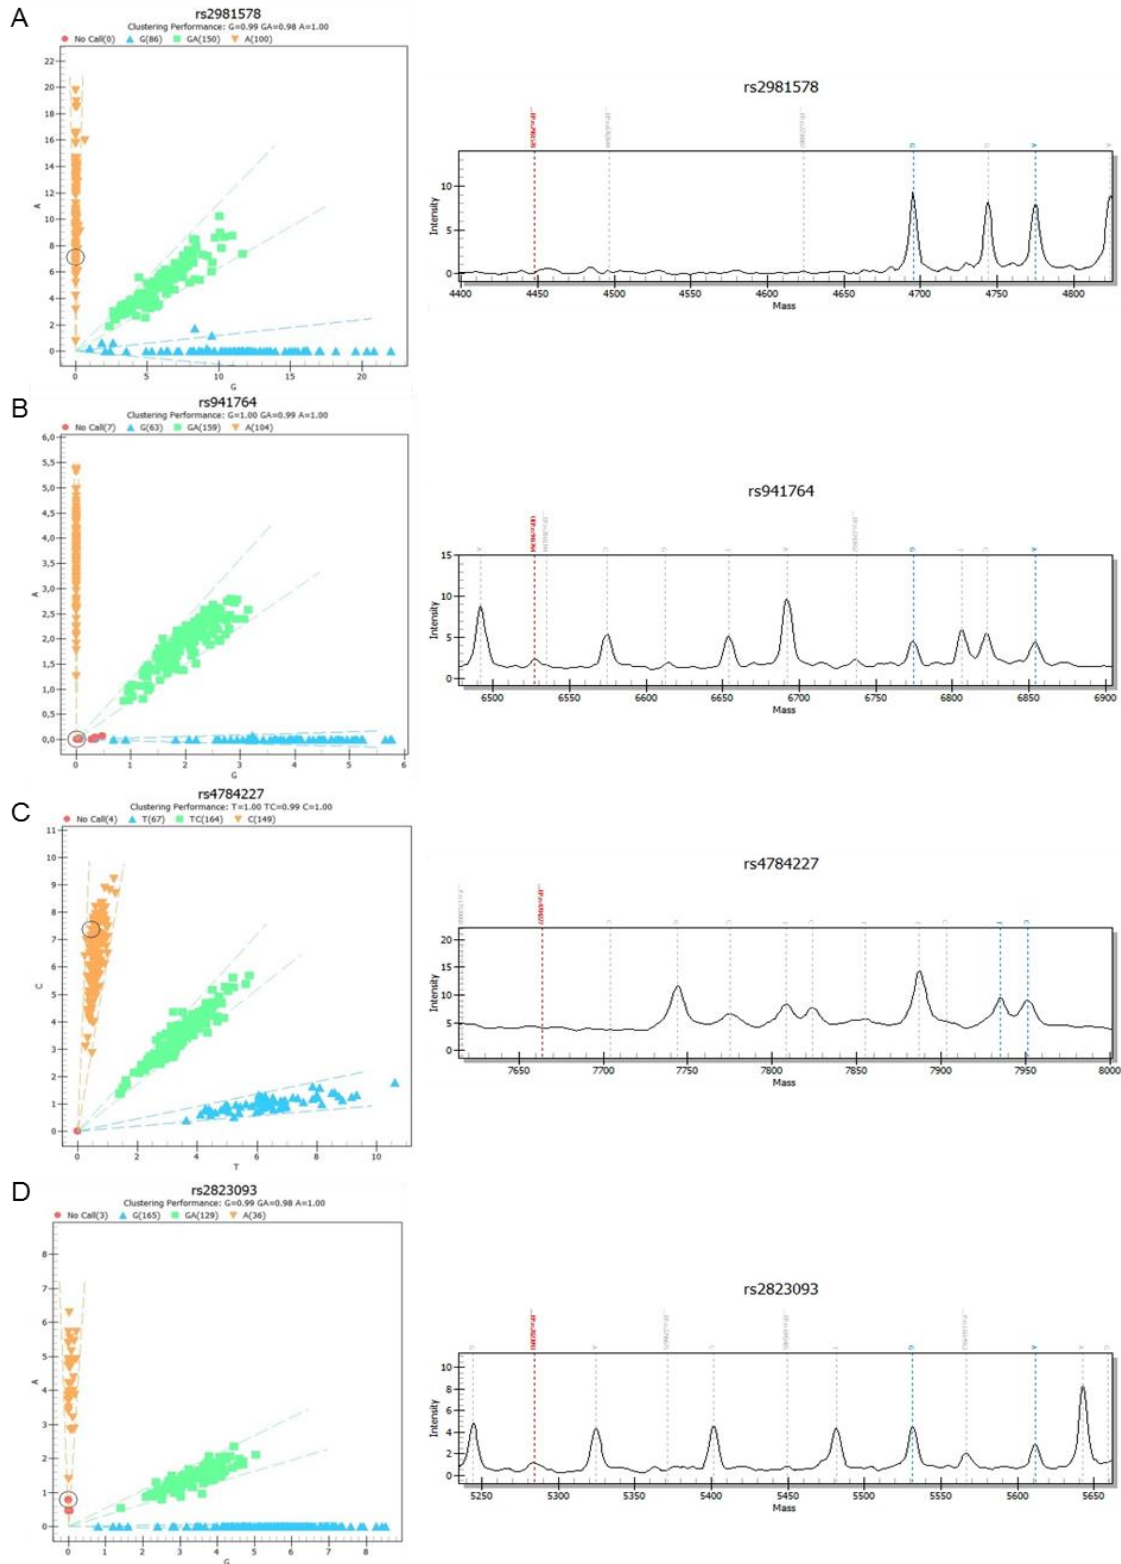 A
rs2981578
Clustering Performance: G=0.99 GA=0.98 A=1.00
No Call(0) G(86) GA(150) A(100)
22
20
18
16
14
12
10
8
6
4
2
0
A
0 5 10 15 20
G
rs2981578
G G A A
10
5
0
Intensity
4400 4450 4500 4550 4600 4650 4700 4750 4800
Mass
B
rs941764
Clustering Performance: G=1.00 GA=0.99 A=1.00
No Call(7) G(63) GA(159) A(104)
6,0
5,5
5,0
4,5
4,0
3,5
3,0
2,5
2,0
1,5
1,0
0,5
0,0
A
0 1 2 3 4 5 6
G
rs941764
A C G T A G T C A
15
10
5
0
Intensity
6500 6550 6600 6650 6700 6750 6800 6850 6900
Mass
C
rs4784227
Clustering Performance: T=1.00 TC=0.99 C=1.00
No Call(4) T(67) TC(164) C(149)
11
10
9
8
7
6
5
4
3
2
1
0
C
0 2 4 6 8 10
T
rs4784227
20
15
10
5
0
Intensity
7650 7700 7750 7800 7850 7900 7950 8000
Mass
D
rs2823093
Clustering Performance: G=0.99 GA=0.98 A=1.00
No Call(3) G(165) GA(129) A(36)
8
7
6
5
4
3
2
1
0
A
0 1 2 3 4 5 6 7 8
G
rs2823093
G A C T G A A G
10
8
6
4
2
0
Intensity
5250 5300 5350 5400 5450 5500 5550 5600 5650
Mass